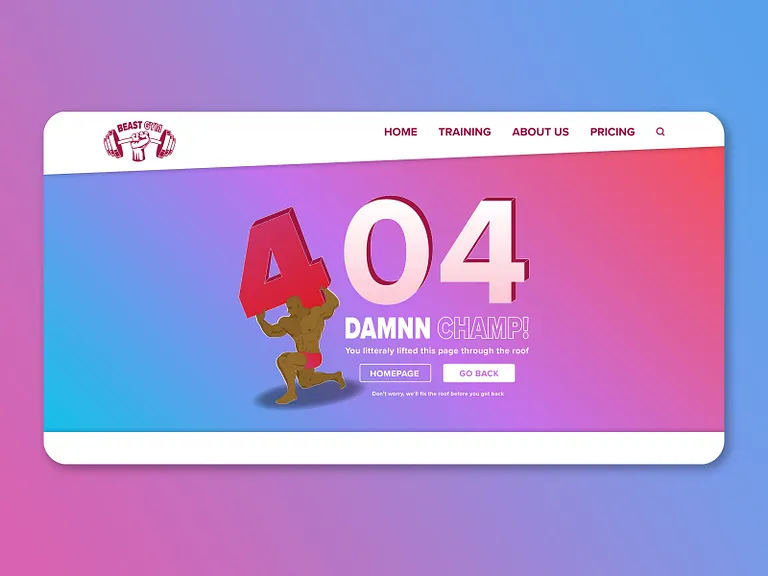 BEAST GYM
HOME TRAINING ABOUT US PRICING
404
DAMNN CHAMP!
You litteraly lifted this page through the roof
HOMEPAGE GO BACK
Don't worry, we'll fix the roof before you get back